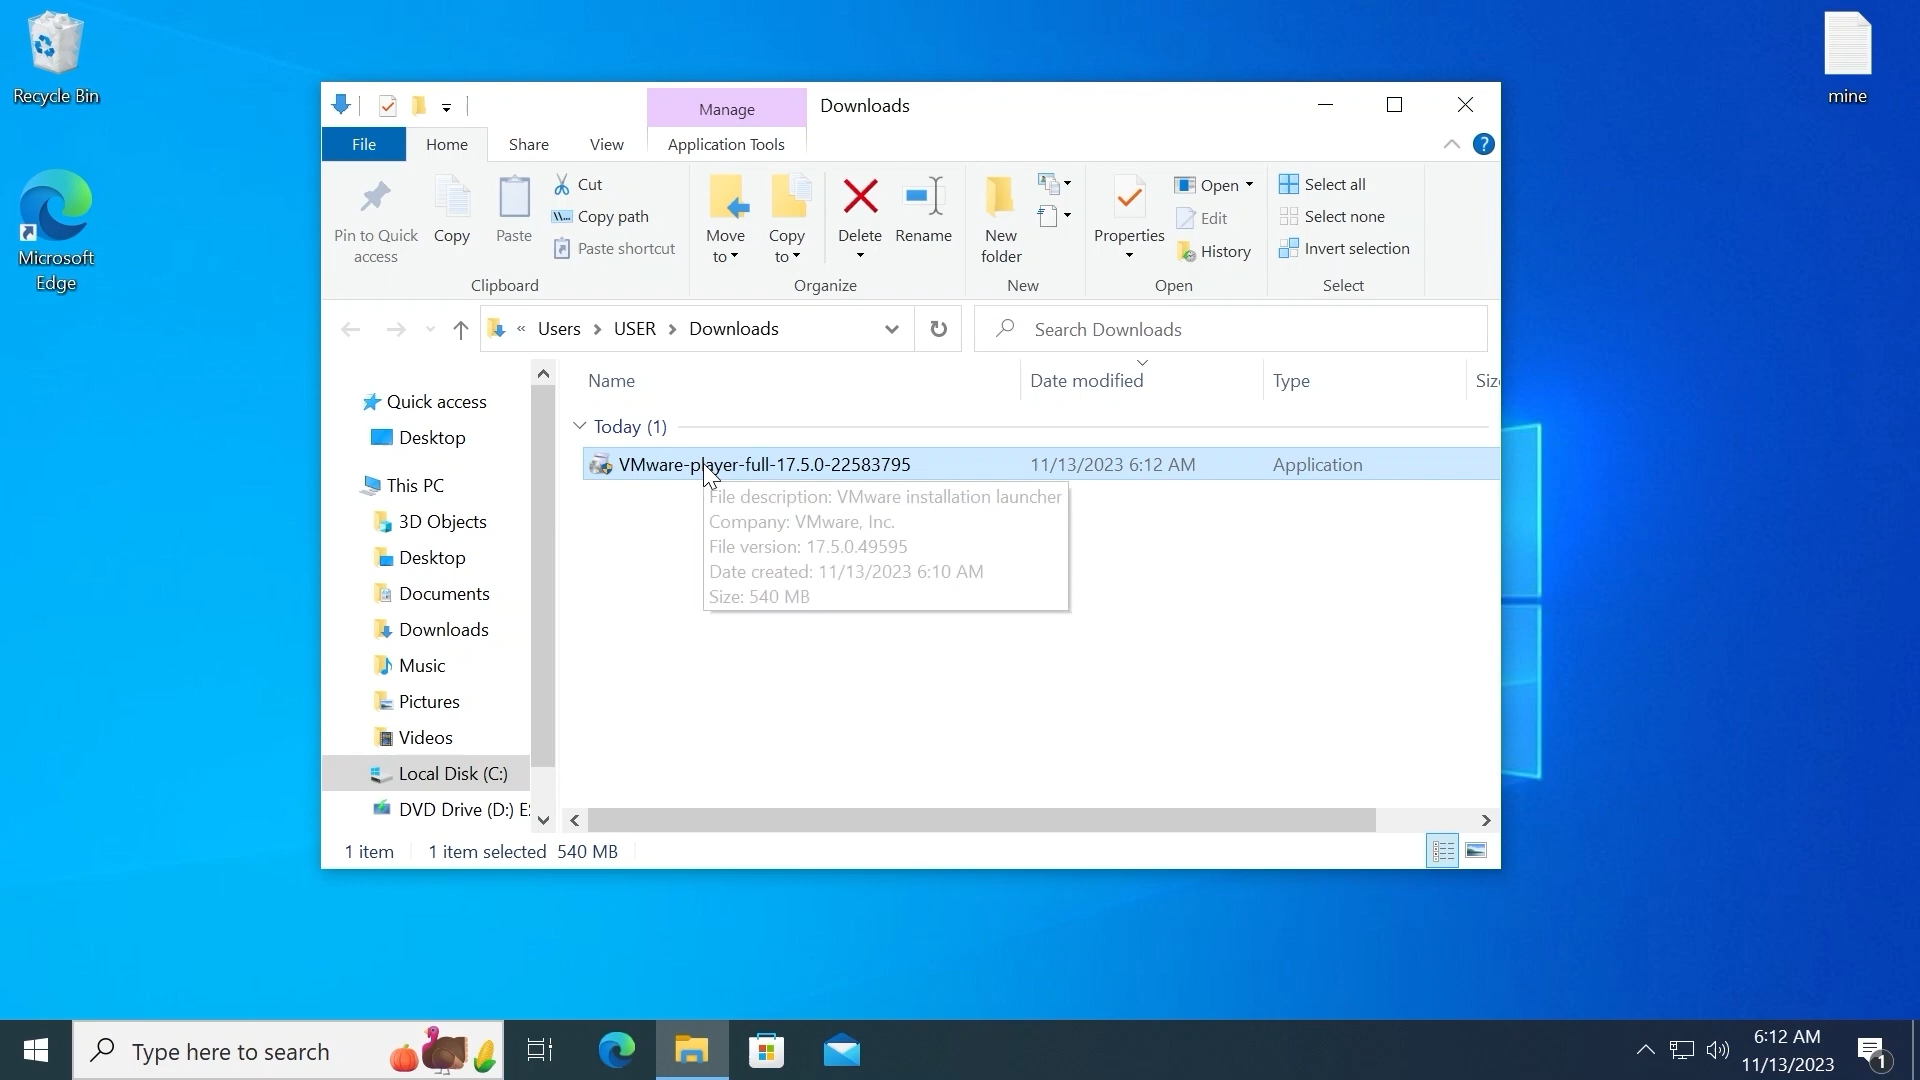 Recycle Bin
mine
Microsoft
Edge
Manage
Downloads
File
Home
Share
View
Application Tools
?
Pin to Quick
access
Copy
Paste
Cut
Copy path
Paste shortcut
Clipboard
Move
to
Copy
to
Delete
Rename
Organize
New
folder
New
Properties
Open
Edit
History
Open
Select all
Select none
Invert selection
Select
« Users > USER > Downloads
Search Downloads
Name
Date modified
Type
Siz
Quick access
Desktop
This PC
3D Objects
Desktop
Documents
Downloads
Music
Pictures
Videos
Local Disk (C:)
DVD Drive (D:) E:
Today (1)
VMware-player-full-17.5.0-22583795
11/13/2023 6:12 AM
Application
File description: VMware installation launcher
Company: VMware, Inc.
File version: 17.5.0.49595
Date created: 11/13/2023 6:10 AM
Size: 540 MB
1 item
1 item selected 540 MB
Type here to search
6:12 AM
11/13/2023
1